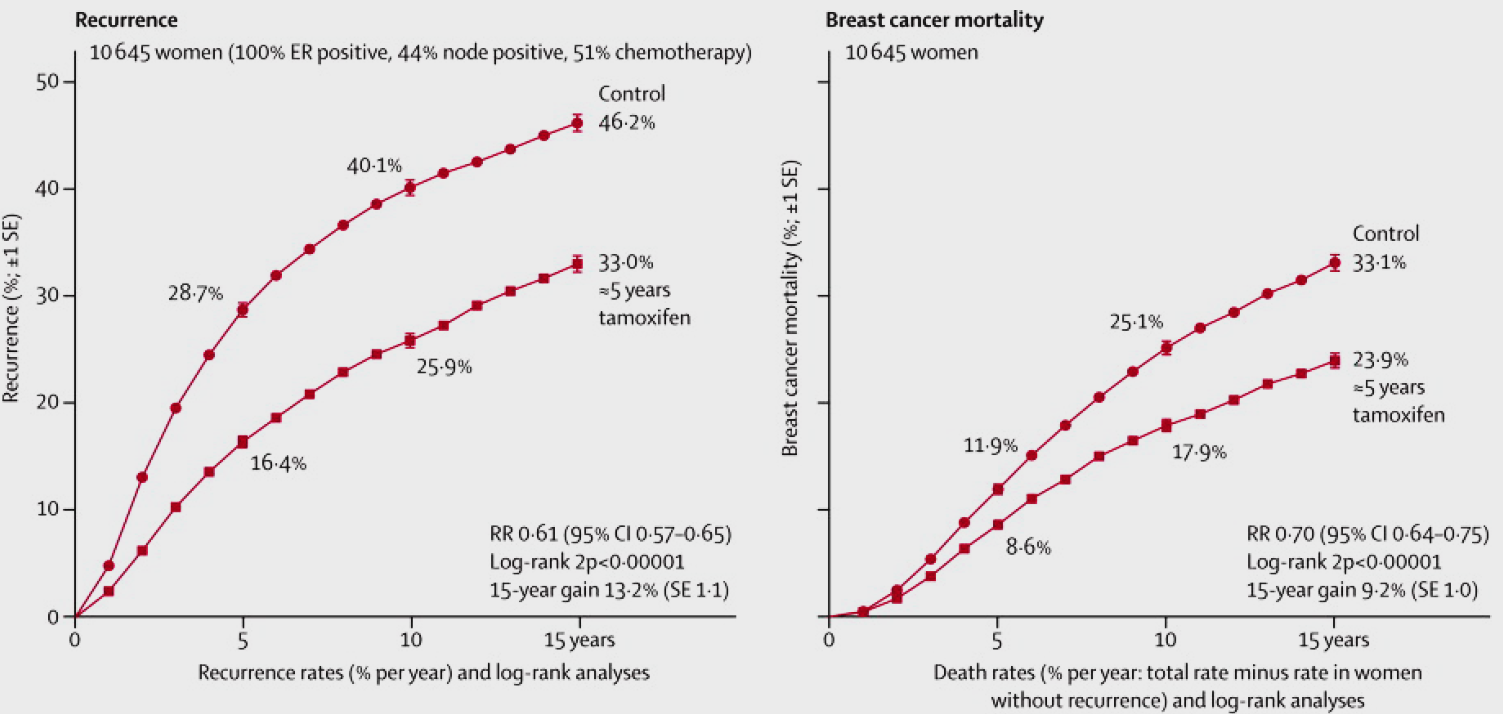 Recurrence
10 645 women (100% ER positive, 44% node positive, 51% chemotherapy)
Recurrence (%; ±1 SE)
50
40
30
20
10
0
Control
46·2%
40·1%
28·7%
33·0%
≈5 years
tamoxifen
25·9%
16·4%
RR 0·61 (95% CI 0·57–0·65)
Log-rank 2p<0·00001
15-year gain 13·2% (SE 1·1)
0 5 10 15 years
Recurrence rates (% per year) and log-rank analyses
Breast cancer mortality
10 645 women
Breast cancer mortality (%; ±1 SE)
Control
33·1%
25·1%
23·9%
≈5 years
tamoxifen
11·9%
17·9%
8·6%
RR 0·70 (95% CI 0·64–0·75)
Log-rank 2p<0·00001
15-year gain 9·2% (SE 1·0)
0 5 10 15 years
Death rates (% per year: total rate minus rate in women
without recurrence) and log-rank analyses